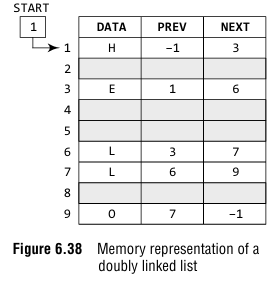 START
1
DATA PREV NEXT
1 H −1 3
2
3 E 1 6
4
5
6 L 3 7
7 L 6 9
8
9 O 7 −1
Figure 6.38 Memory representation of a
doubly linked list